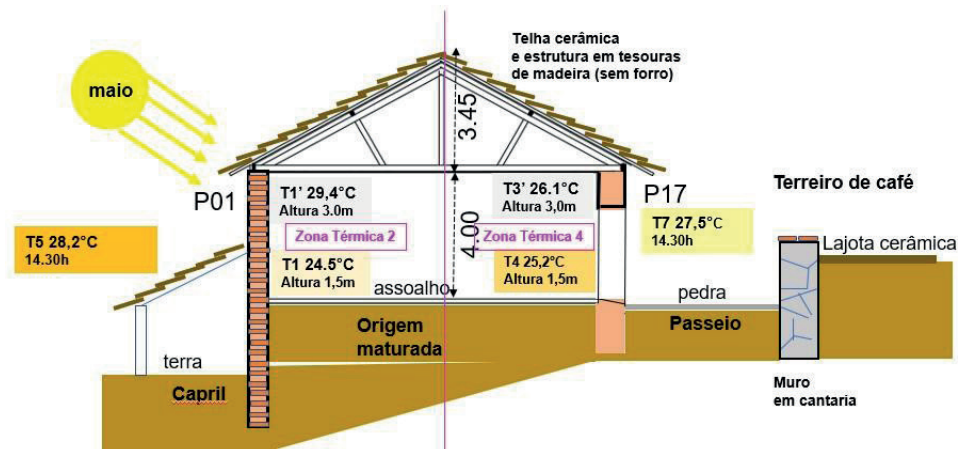 Telha cerâmica
e estrutura em tesouras
de madeira (sem forro)
maio
3.45
P01
T1' 29,4°C
Altura 3.0m
T3' 26.1°C
Altura 3,0m
P17
Terreiro de café
T5 28,2°C
14.30h
Zona Térmica 2
4.00
Zona Térmica 4
T7 27,5°C
14.30h
Lajota cerâmica
T1 24.5°C
Altura 1,5m
T4 25,2°C
Altura 1,5m
assoalho
pedra
Origem
maturada
Passeio
terra
Capril
Muro
em cantaria